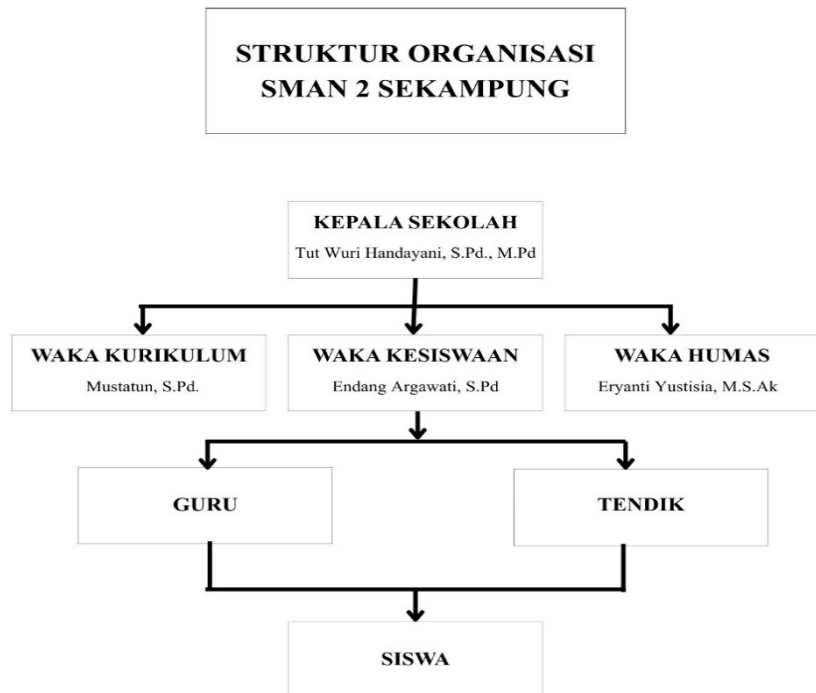 STRUKTUR ORGANISASI
SMAN 2 SEKAMPUNG
KEPALA SEKOLAH
Tut Wuri Handayani, S.Pd., M.Pd
WAKA KURIKULUM
Mustatun, S.Pd.
WAKA KESISWAAN
Endang Argawati, S.Pd
WAKA HUMAS
Eryanti Yustisia, M.S.Ak
GURU
TENDIK
SISWA